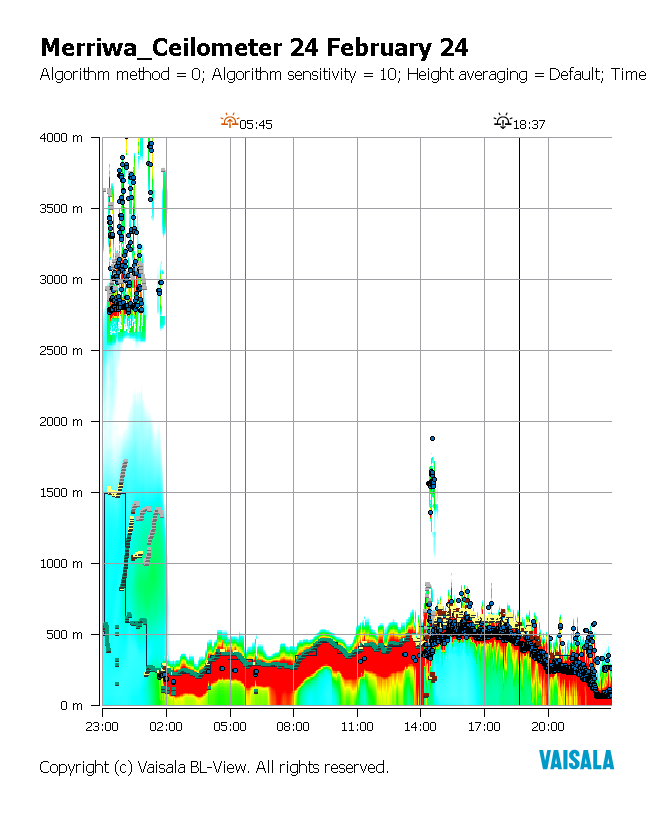 Merriwa_Ceilometer 24 February 24
Algorithm method = 0; Algorithm sensitivity = 10; Height averaging = Default; Time
05:45 18:37
4000 m
3500 m
3000 m
2500 m
2000 m
1500 m
1000 m
500 m
0 m
23:00 02:00 05:00 08:00 11:00 14:00 17:00 20:00
VAISALA
Copyright (c) Vaisala BL-View. All rights reserved.